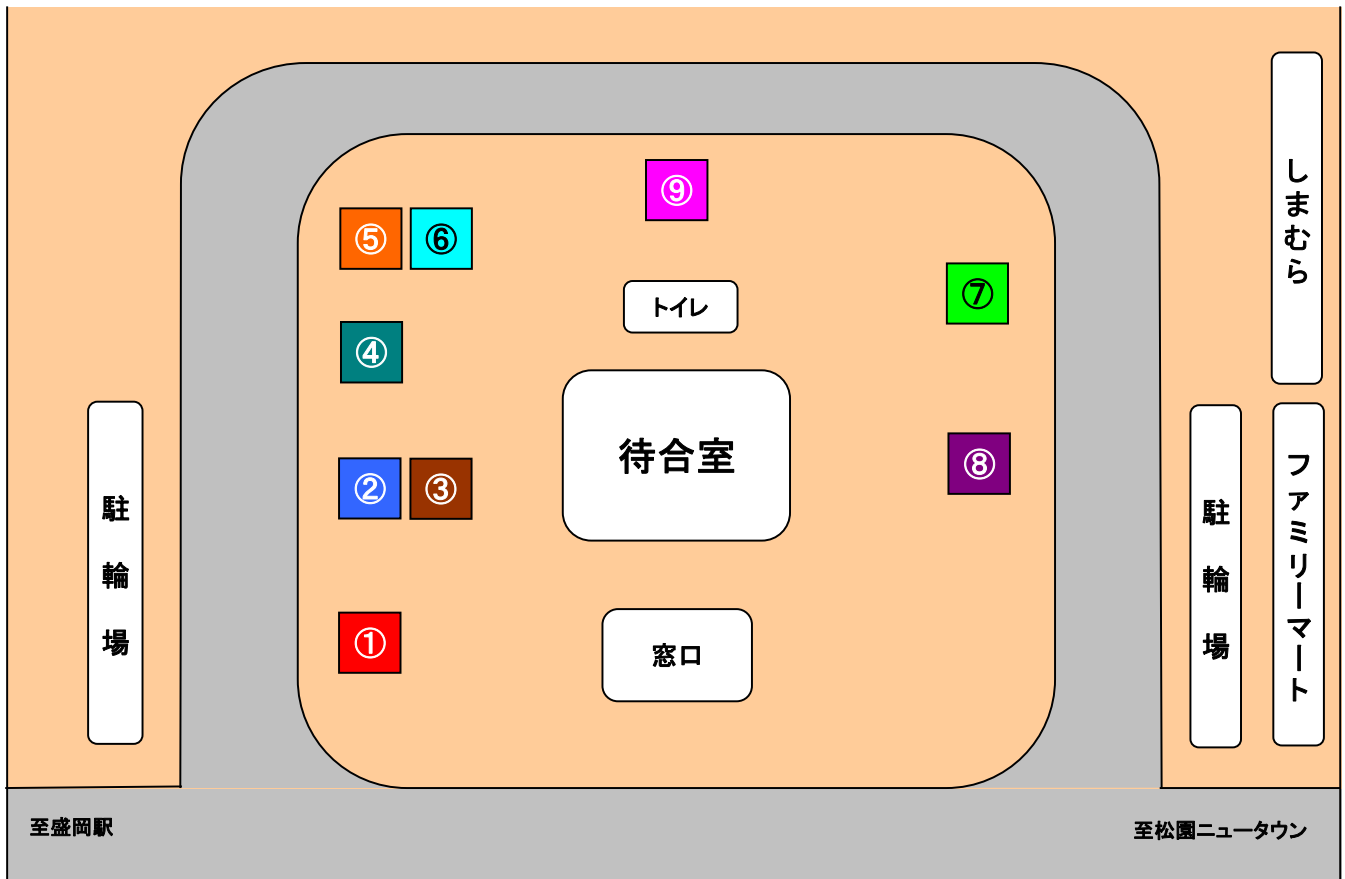 ⑨
⑤ ⑥
⑦
トイレ
④
待合室
⑧
② ③
①
窓口
駐輪場
駐輪場
しまむら
ファミリーマート
至盛岡駅
至松園ニュータウン